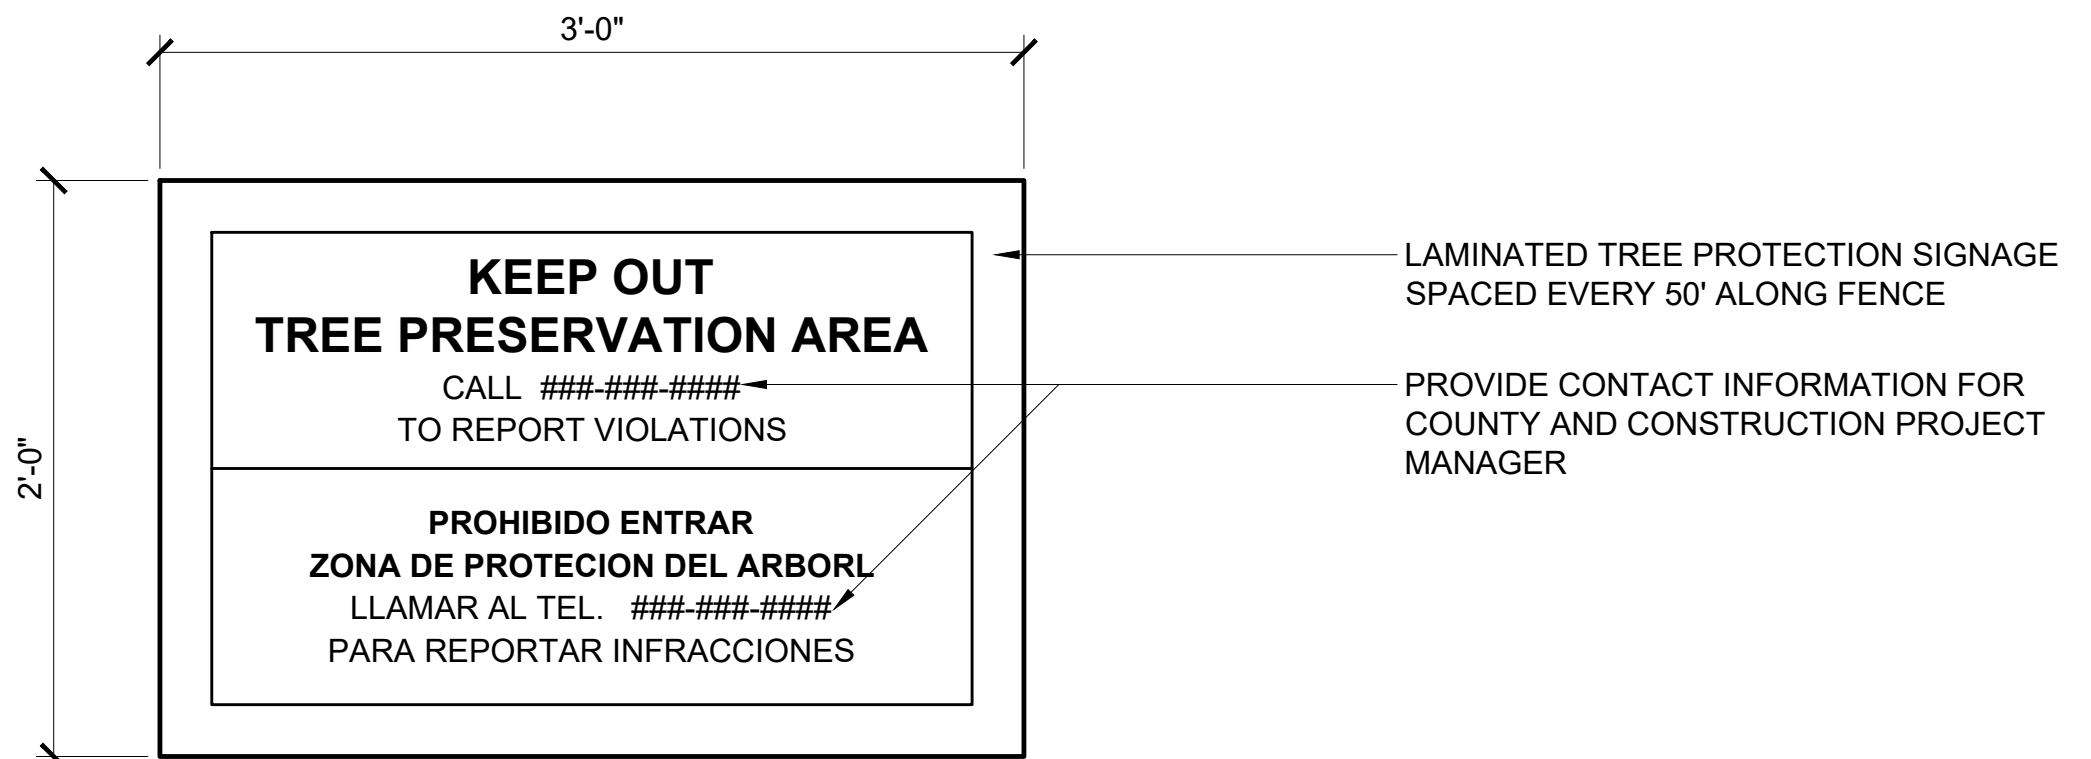 3'-0"
2'-0"
KEEP OUT
TREE PRESERVATION AREA
CALL ###-###-####
TO REPORT VIOLATIONS
PROHIBIDO ENTRAR
ZONA DE PROTECION DEL ARBORL
LLAMAR AL TEL. ###-###-####
PARA REPORTAR INFRACCIONES
LAMINATED TREE PROTECTION SIGNAGE
SPACED EVERY 50' ALONG FENCE
PROVIDE CONTACT INFORMATION FOR
COUNTY AND CONSTRUCTION PROJECT
MANAGER